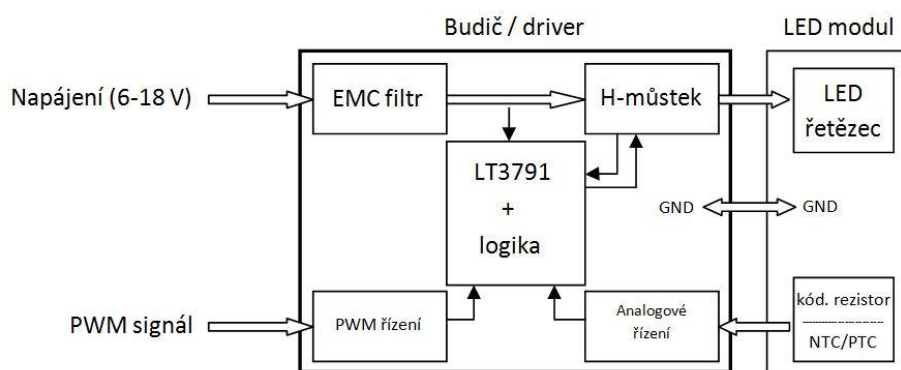 Budič / driver
LED modul
Napájení (6-18 V)
EMC filtr
H-můstek
LED
řetězec
LT3791
+
logika
GND
GND
PWM signál
PWM řízení
Analogové
řízení
kód. rezistor
NTC/PTC